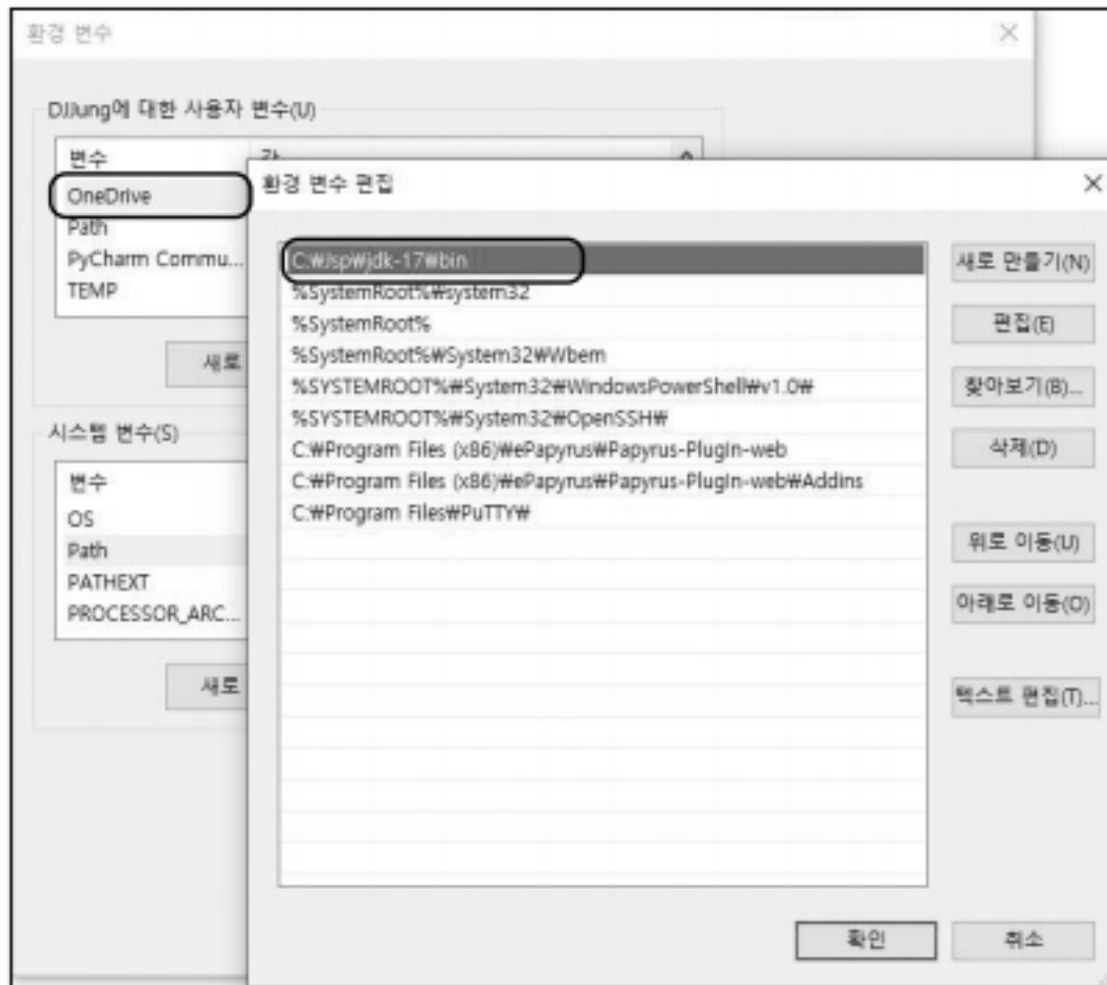 환경 변수
DJJung에 대한 사용자 변수(U)
변수
OneDrive
Path
PyCharm Commu...
TEMP
새로
시스템 변수(S)
변수
OS
Path
PATHEXT
PROCESSOR_ARC...
새로
환경 변수 편집
C:₩Jsp₩jdk-17₩bin
%SystemRoot%₩system32
%SystemRoot%
%SystemRoot%₩System32₩Wbem
%SYSTEMROOT%₩System32₩WindowsPowerShell₩v1.0₩
%SYSTEMROOT%₩System32₩OpenSSH₩
C:₩Program Files (x86)₩ePapyrus₩Papyrus-PlugIn-web
C:₩Program Files (x86)₩ePapyrus₩Papyrus-PlugIn-web₩Addins
C:₩Program Files₩PuTTY₩
새로 만들기(N)
편집(E)
찾아보기(B)...
삭제(D)
위로 이동(U)
아래로 이동(O)
텍스트 편집(T)...
확인
취소